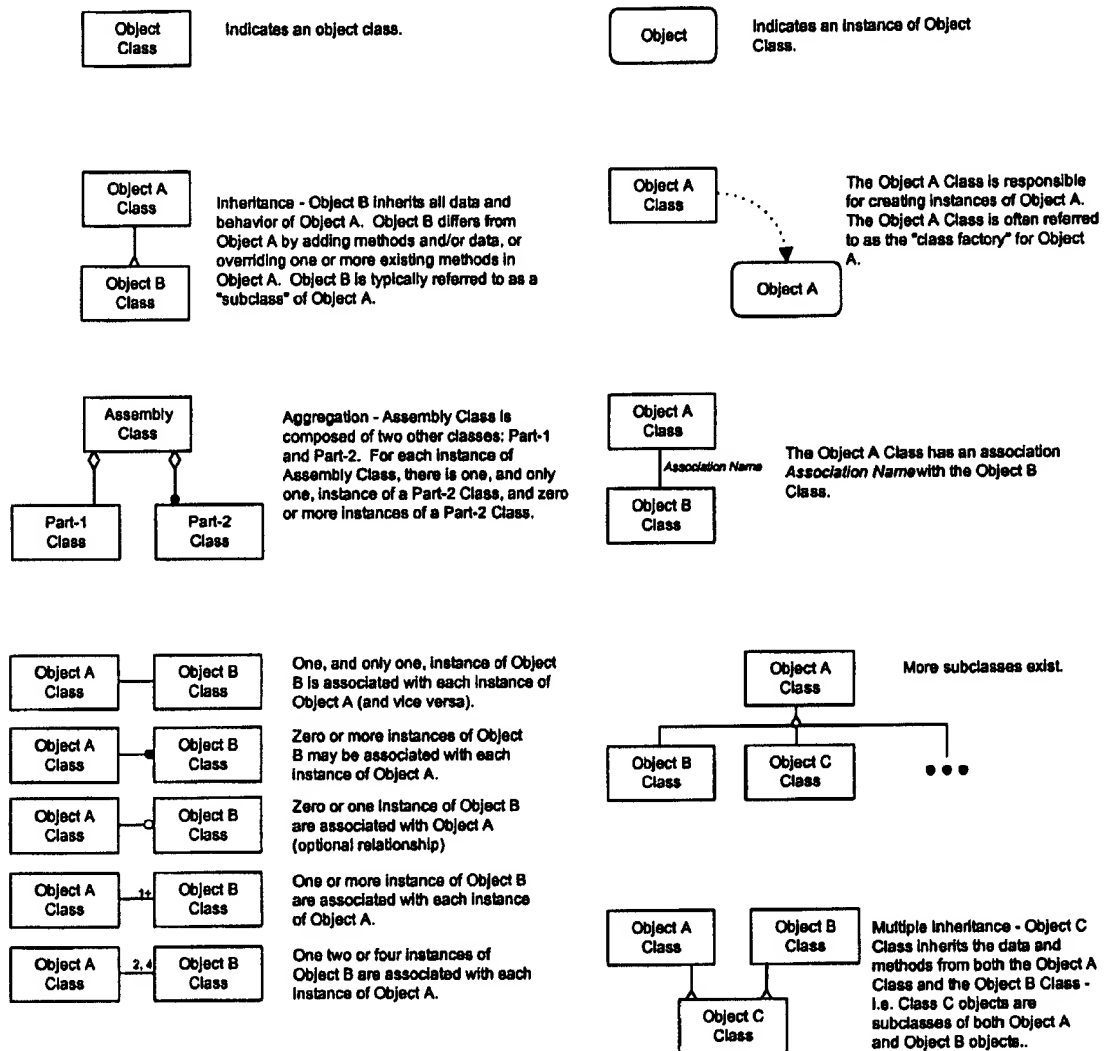 Object
Class
Indicates an object class.
Object
Indicates an instance of Object
Class.
Object A
Class
Object B
Class
Inheritance - Object B inherits all data and
behavior of Object A. Object B differs from
Object A by adding methods and/or data, or
overriding one or more existing methods in
Object A. Object B is typically referred to as a
"subclass" of Object A.
Object A
Class
Object A
The Object A Class is responsible
for creating instances of Object A.
The Object A Class is often referred
to as the "class factory" for Object
A.
Assembly
Class
Part-1
Class
Part-2
Class
Aggregation - Assembly Class is
composed of two other classes: Part-1
and Part-2. For each instance of
Assembly Class, there is one, and only
one, instance of a Part-2 Class, and zero
or more instances of a Part-2 Class.
Object A
Class
Association Name
Object B
Class
The Object A Class has an association
Association Name with the Object B
Class.
Object A
Class
Object B
Class
One, and only one, instance of Object
B is associated with each instance of
Object A (and vice versa).
Object A
Class
Object B
Class
Zero or more instances of Object
B may be associated with each
instance of Object A.
Object A
Class
Object B
Class
Zero or one instance of Object B
are associated with Object A
(optional relationship)
Object A
Class
1+
Object B
Class
One or more instance of Object B
are associated with each instance
of Object A.
Object A
Class
2, 4
Object B
Class
One two or four instances of
Object B are associated with each
instance of Object A.
Object A
Class
Object B
Class
Object C
Class
More subclasses exist.
Object A
Class
Object B
Class
Object C
Class
Multiple Inheritance - Object C
Class inherits the data and
methods from both the Object A
Class and the Object B Class -
i.e. Class C objects are
subclasses of both Object A
and Object B objects..